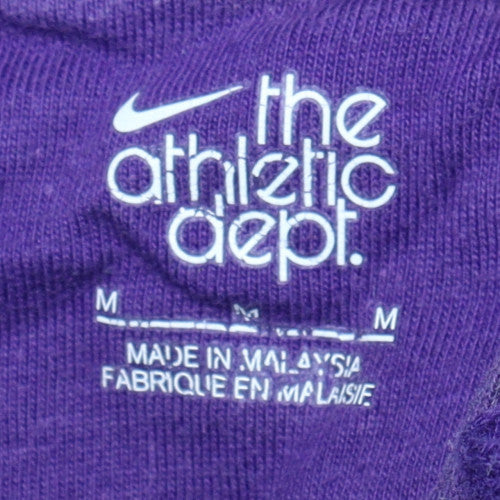 the
athletic
dept.
M M M
MADE IN MALAYSIA
FABRIQUE EN MALAISIE